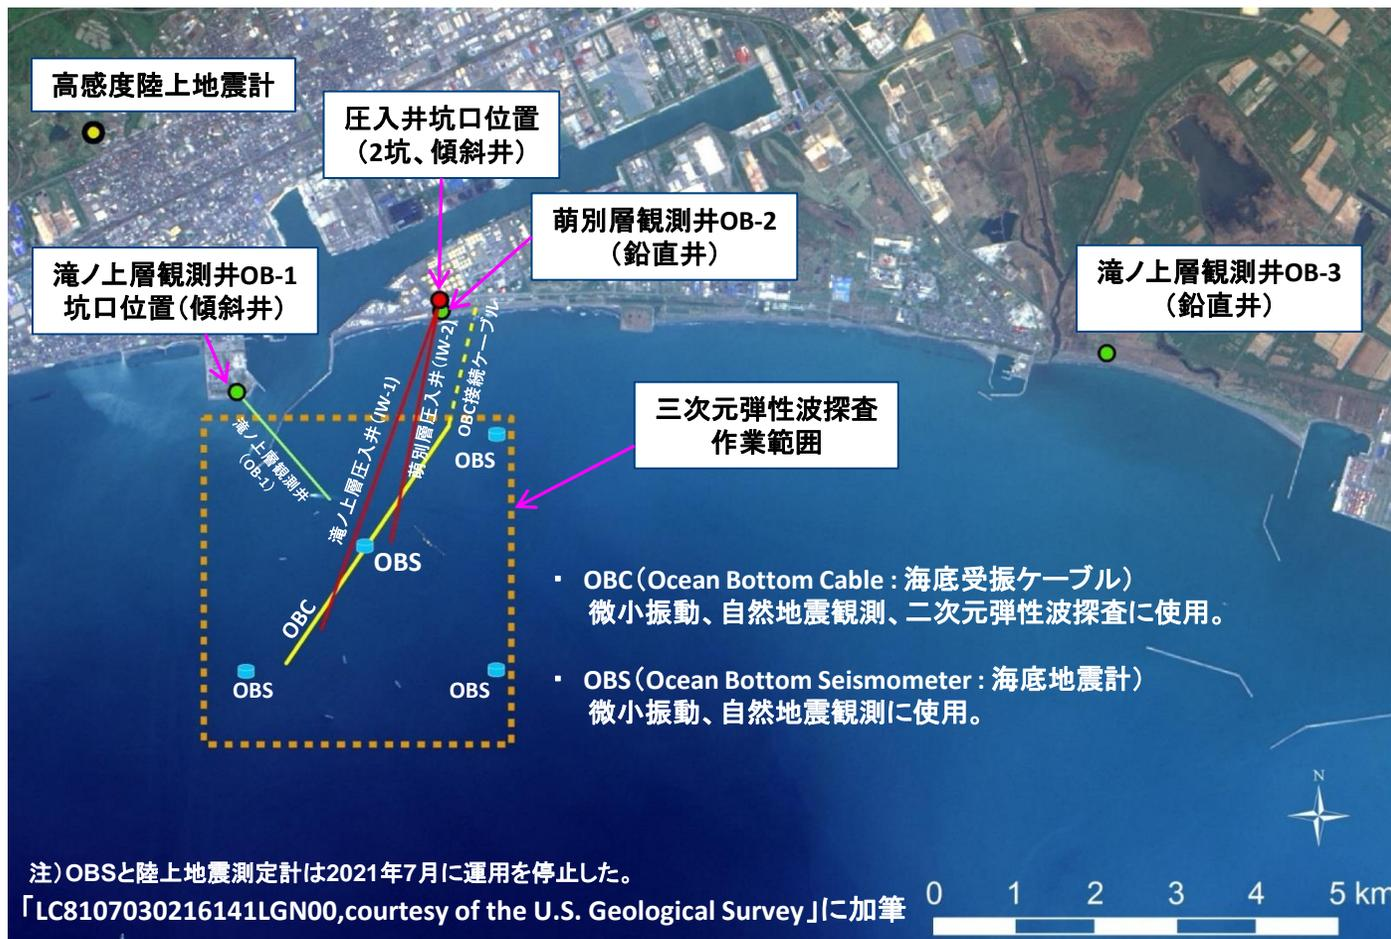 高感度陸上地震計
圧入井坑口位置
（2坑、傾斜井）
萌別層観測井OB-2
（鉛直井）
滝ノ上層観測井OB-1
坑口位置（傾斜井）
滝ノ上層観測井OB-3
（鉛直井）
滝ノ上層観測井
（OB-1）
滝ノ上層圧入井（IW-1）
萌別層圧入井（IW-2）
OBC接続ケーブル
三次元弾性波探査
作業範囲
OBS
OBS
OBC
OBS
OBS
・ OBC（Ocean Bottom Cable : 海底受振ケーブル）
微小振動、自然地震観測、二次元弾性波探査に使用。
・ OBS（Ocean Bottom Seismometer : 海底地震計）
微小振動、自然地震観測に使用。
N
注）OBSと陸上地震測定計は2021年7月に運用を停止した。
「LC8107030216141LGN00,courtesy of the U.S. Geological Survey」に加筆
0 1 2 3 4 5 km